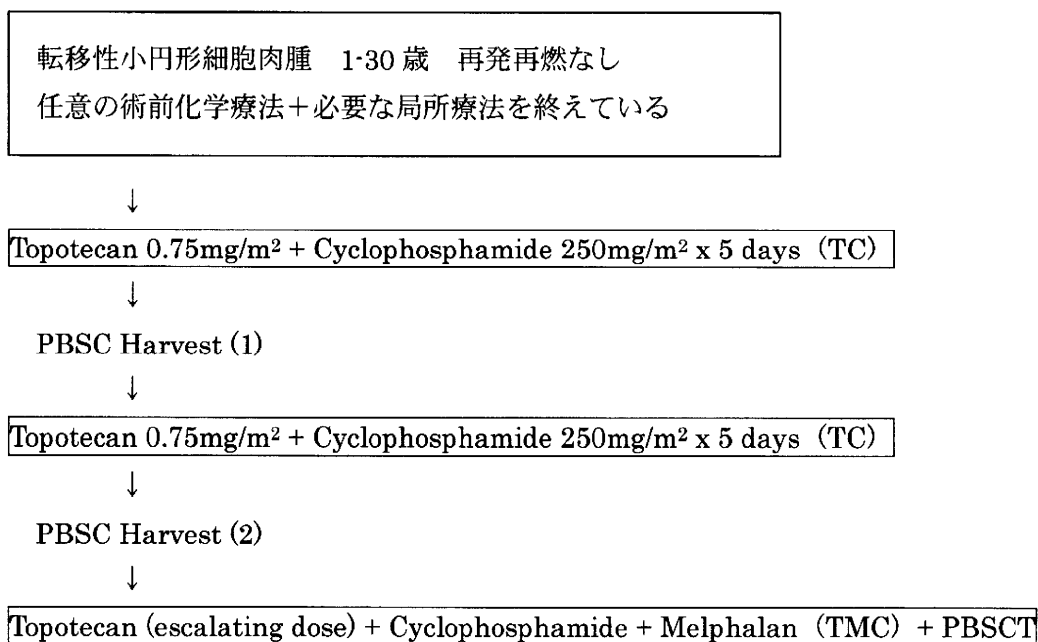 転移性小円形細胞肉腫　1-30 歳　再発再燃なし
任意の術前化学療法＋必要な局所療法を終えている
↓
Topotecan 0.75mg/m² + Cyclophosphamide 250mg/m² x 5 days（TC）
↓
PBSC Harvest (1)
↓
Topotecan 0.75mg/m² + Cyclophosphamide 250mg/m² x 5 days（TC）
↓
PBSC Harvest (2)
↓
Topotecan (escalating dose) + Cyclophosphamide + Melphalan（TMC）+ PBSCT